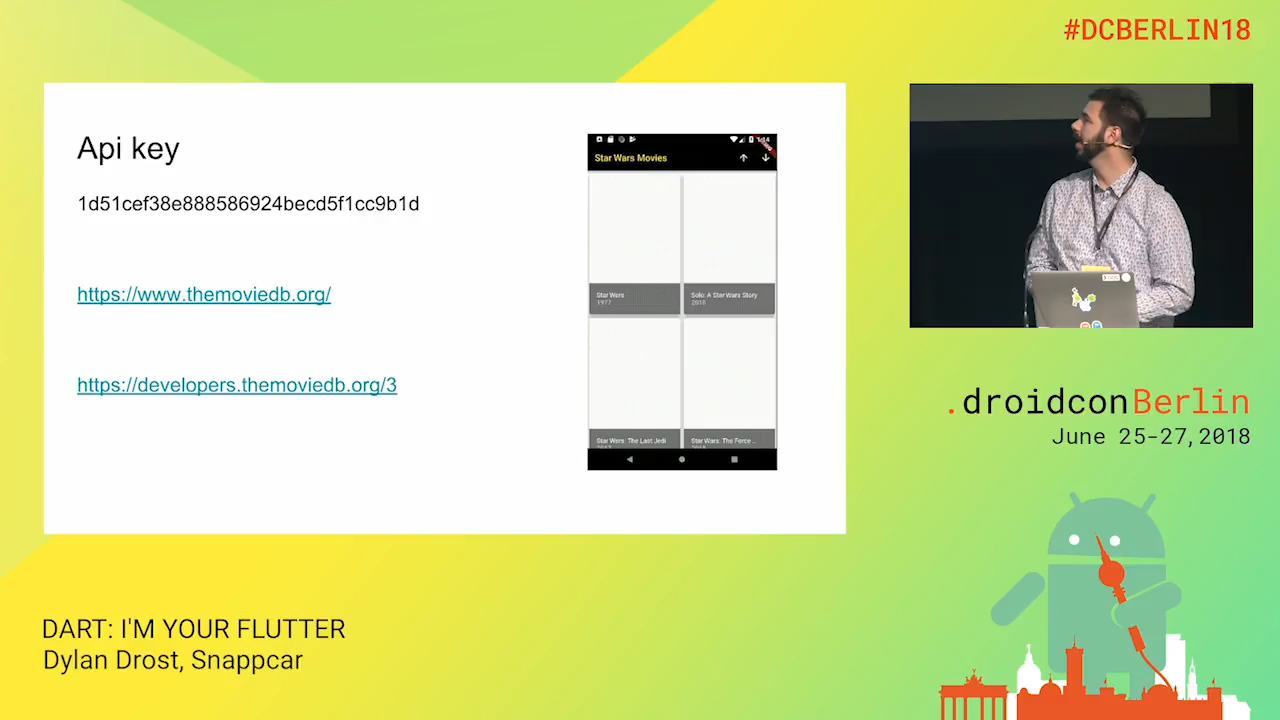 #DCBERLIN18
Api key
1d51cef38e888586924becd5f1cc9b1d
https://www.themoviedb.org/
https://developers.themoviedb.org/3
1:14
Star Wars Movies
Star Wars
1977
Solo: A Star Wars Story
2018
Star Wars: The Last Jedi
Star Wars: The Force ...
.droidconBerlin
June 25-27,2018
DART: I'M YOUR FLUTTER
Dylan Drost, Snappcar